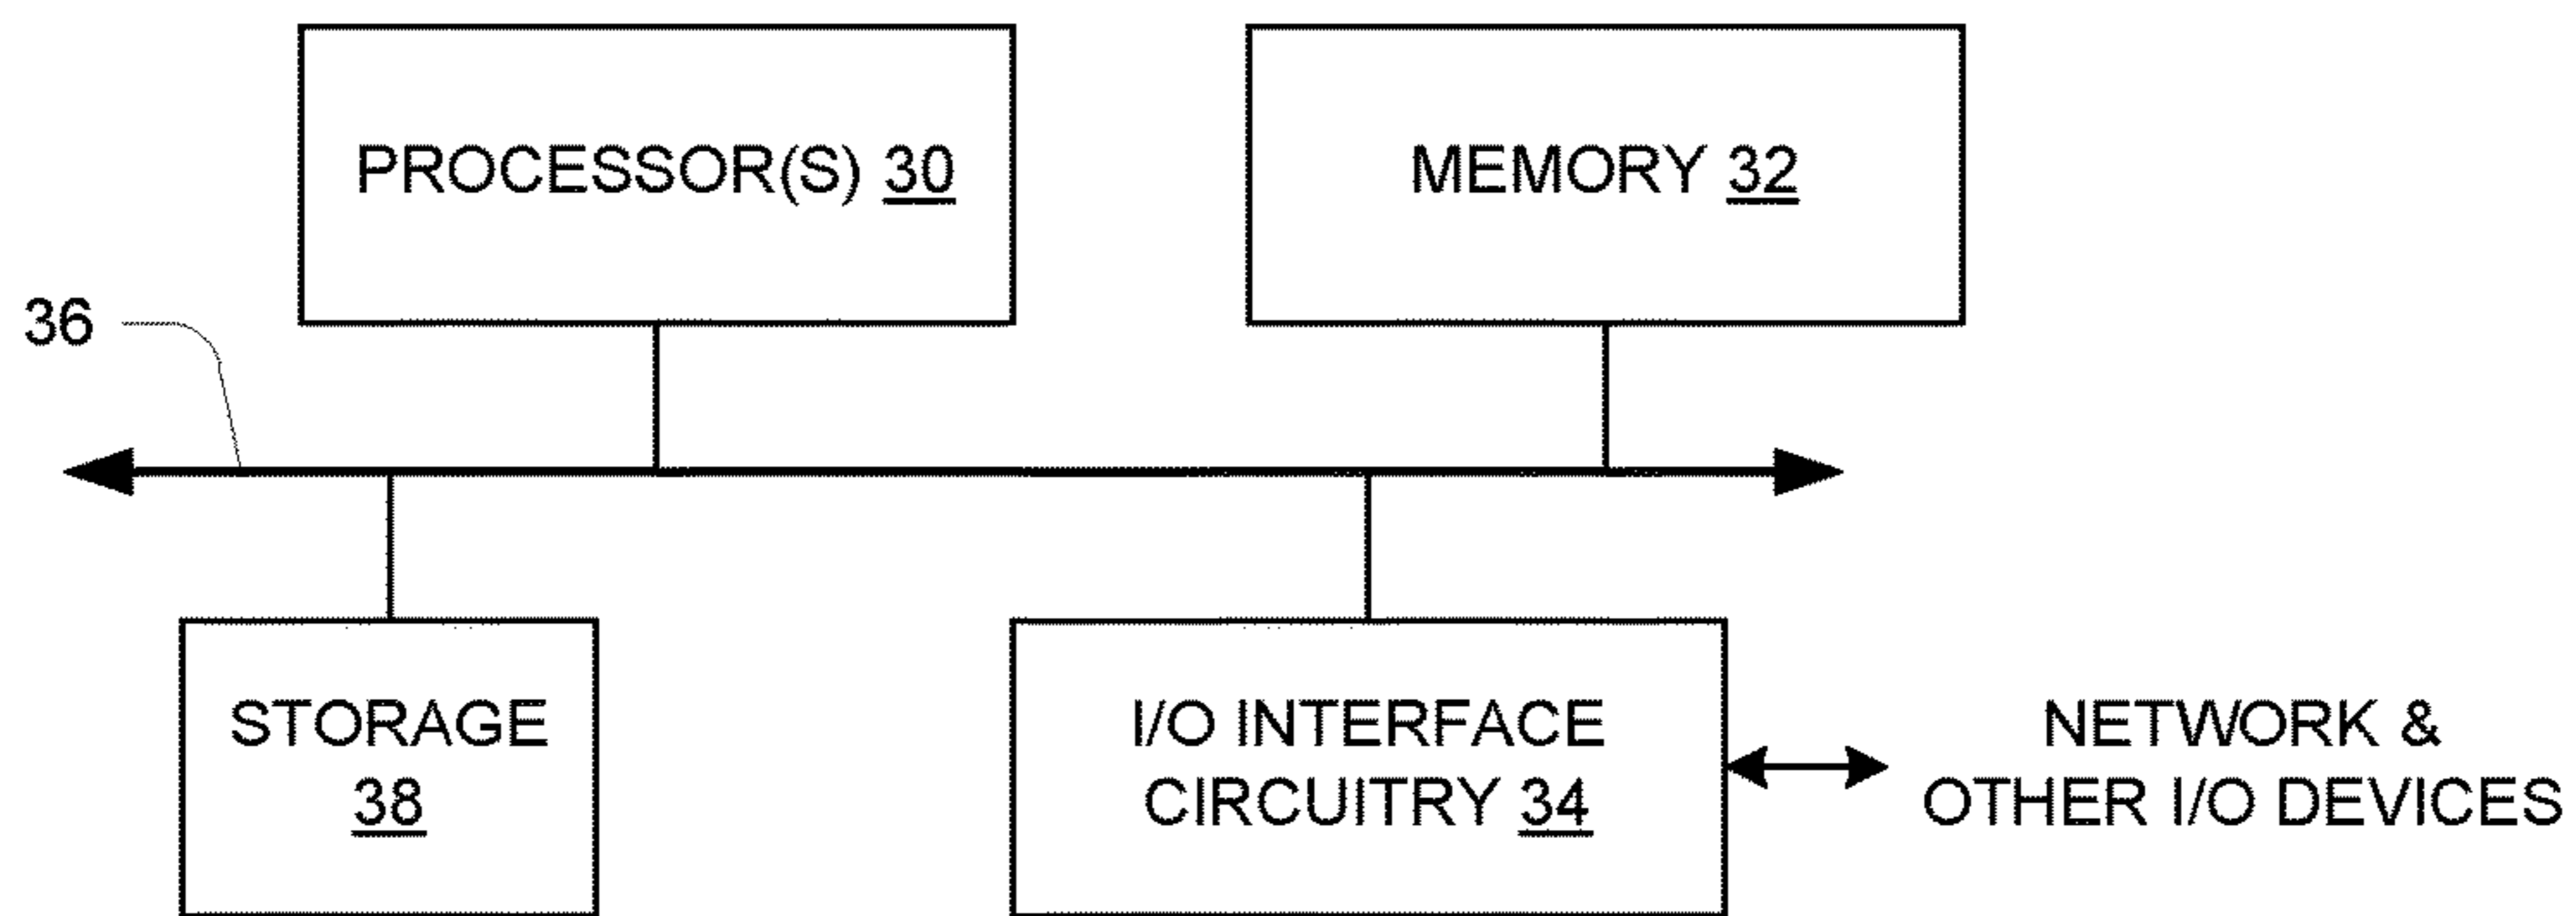 PROCESSOR(S) 30
MEMORY 32
36
STORAGE
38
I/O INTERFACE
CIRCUITRY 34
NETWORK &
OTHER I/O DEVICES